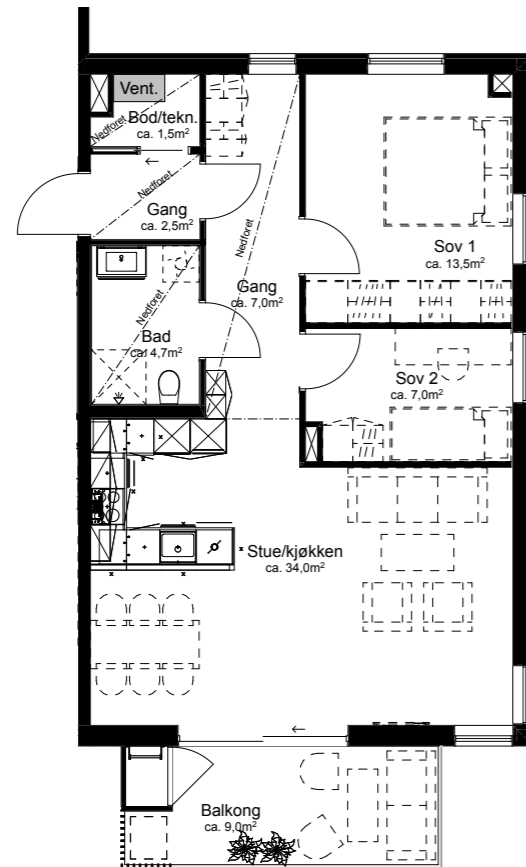 Vent.
Nedforet
Bod/tekn.
ca. 1,5m²
Nedforet
Gang
ca. 2,5m²
Nedforet
Gang
ca. 7,0m²
Sov 1
ca. 13,5m²
Nedforet
Bad
ca. 4,7m²
Sov 2
ca. 7,0m²
Stue/kjøkken
ca. 34,0m²
Balkong
ca. 9,0m²